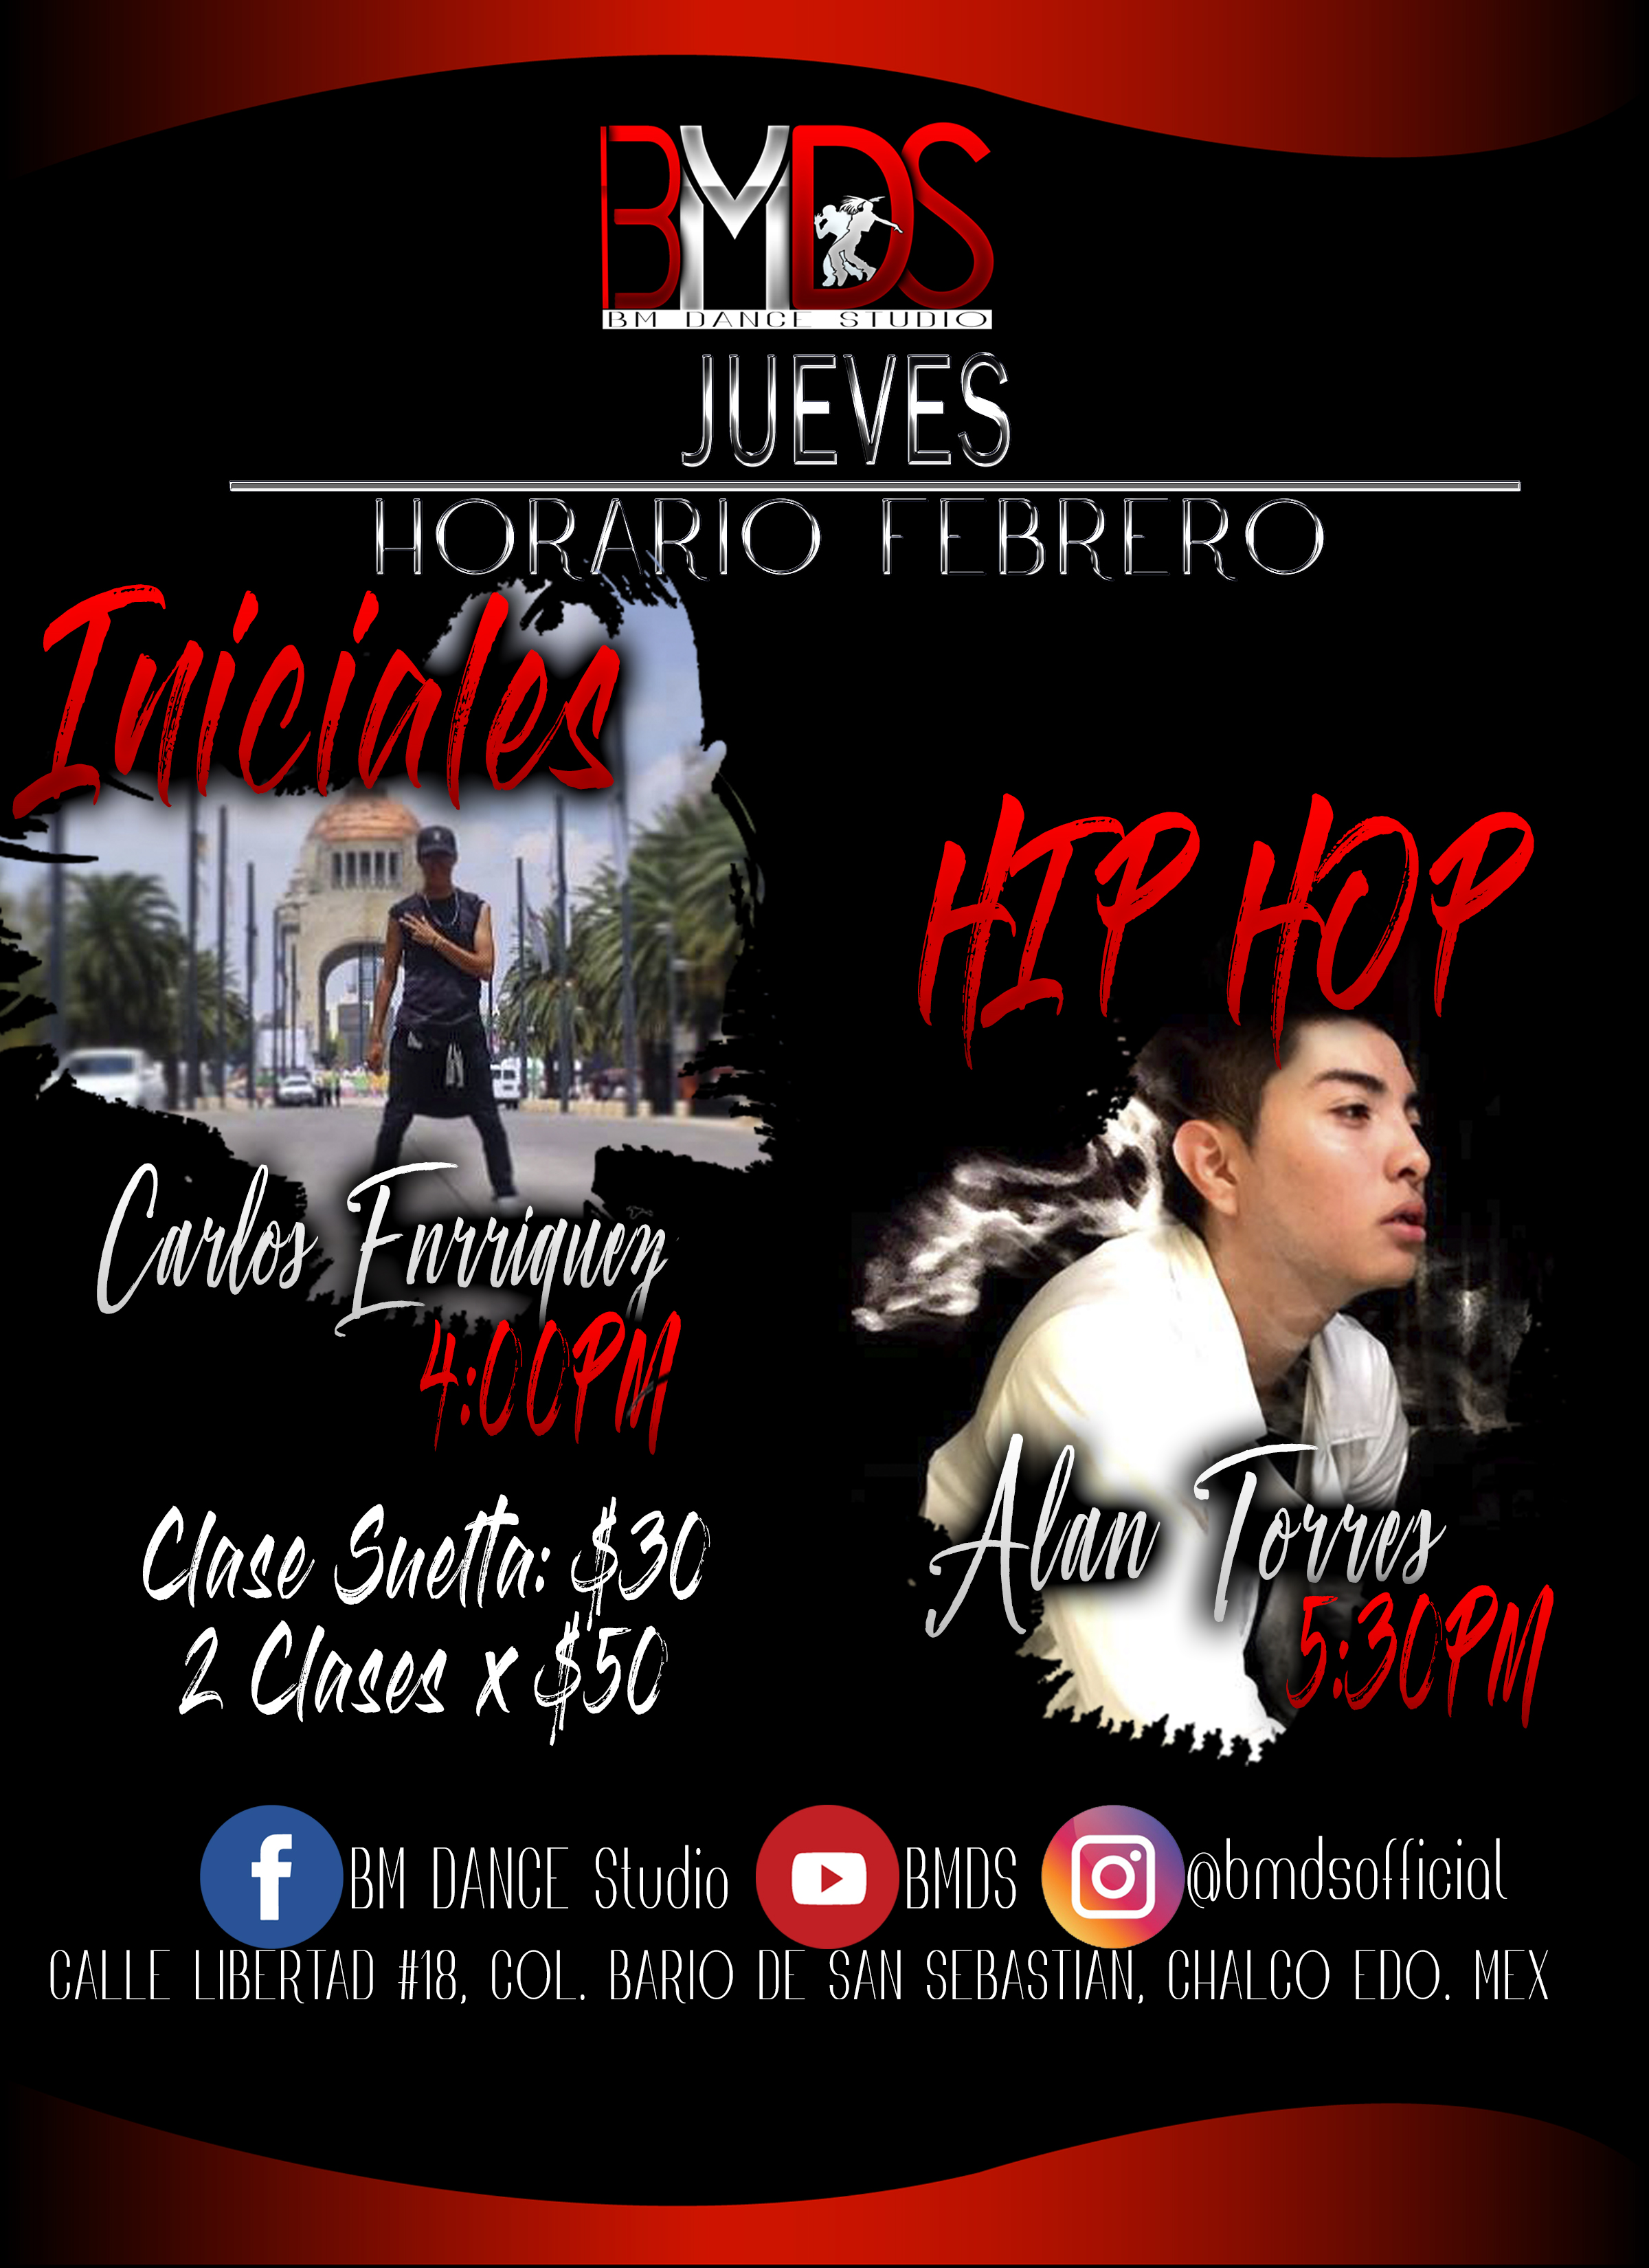 BMDS
BM DANCE STUDIO
JUEVES
HORARIO FEBRERO
Iniciales
Carlos Enrriquez
4:00PM
HIP HOP
Alan Torres
5:30PM
Clase Suelta: $30
2 Clases x $50
BM DANCE Studio BMDS @bmdsofficial
CALLE LIBERTAD #18, COL. BARIO DE SAN SEBASTIAN, CHALCO EDO. MEX